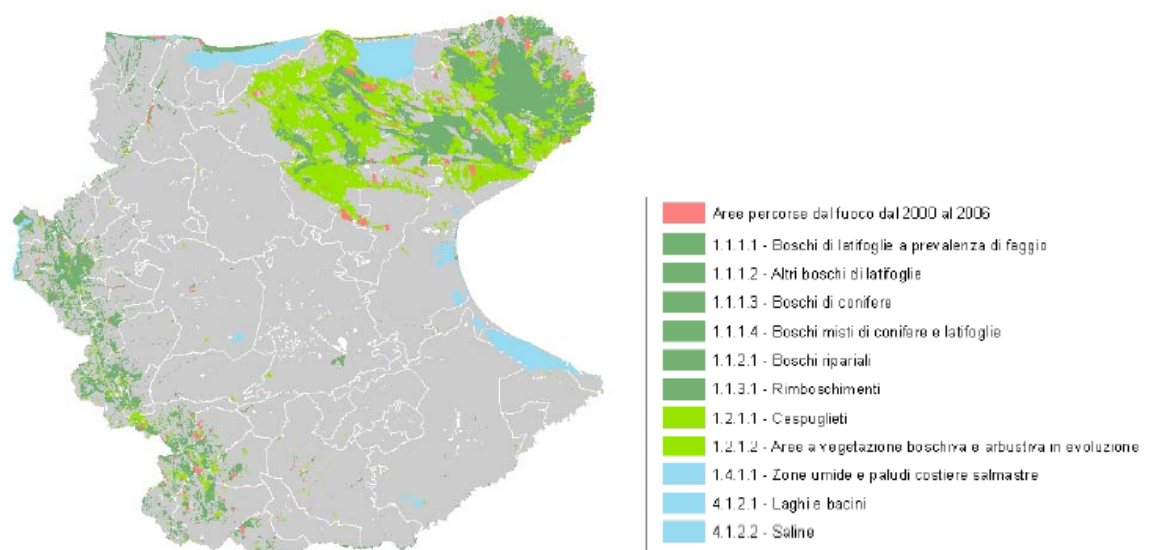 Aree percorse dal fuoco dal 2000 al 2006
1.1.1.1 - Boschi di latifoglie a prevalenza di faggio
1.1.1.2 - Altri boschi di latifoglie
1.1.1.3 - Boschi di conifere
1.1.1.4 - Boschi misti di conifere e latifoglie
1.1.2.1 - Boschi ripariali
1.1.3.1 - Rimboschimenti
1.2.1.1 - Cespuglieti
1.2.1.2 - Aree a vegetazione boschiva e arbustiva in evoluzione
1.4.1.1 - Zone umide e paludi costiere salmastre
4.1.2.1 - Laghi e bacini
4.1.2.2 - Saline